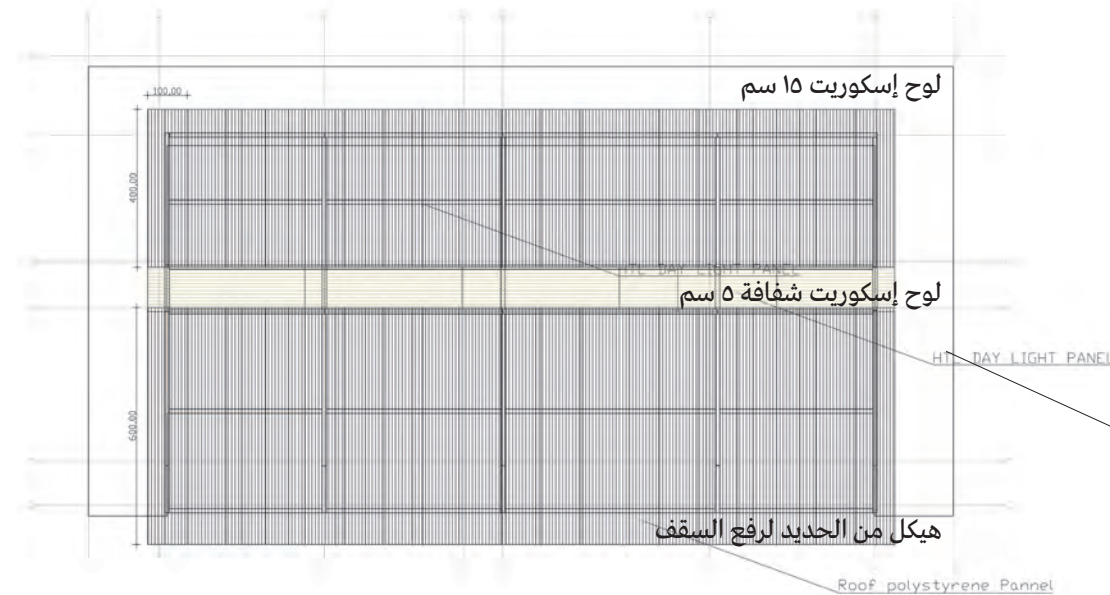 لوح إسكوريت ١٥ سم
100,00
400,00
HTL DAY LIGHT PANEL
لوح إسكوريت شفافة ٥ سم
HTL DAY LIGHT PANEL
600,00
هيكل من الحديد لرفع السقف
Roof polystyrene Pannel